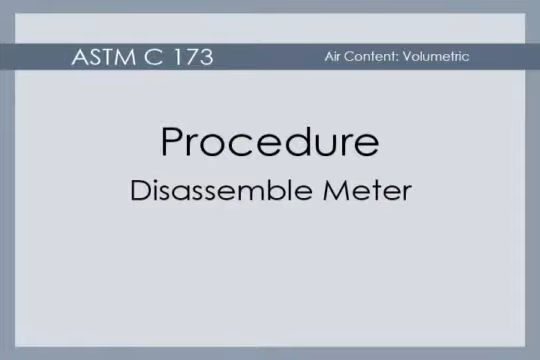 ASTM C 173
Air Content: Volumetric
Procedure
Disassemble Meter